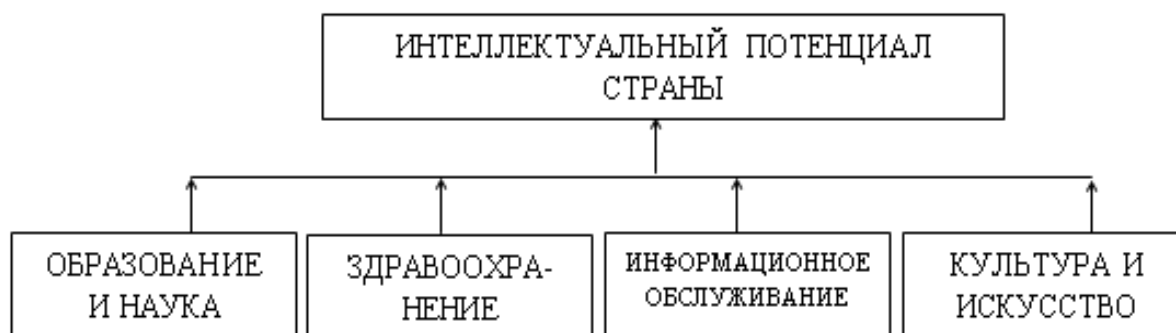 ИНТЕЛЛЕКТУАЛЬНЫЙ ПОТЕНЦИАЛ
СТРАНЫ
ОБРАЗОВАНИЕ
И НАУКА
ЗДРАВООХРА-
НЕНИЕ
ИНФОРМАЦИОННОЕ
ОБСЛУЖИВАНИЕ
КУЛЬТУРА И
ИСКУССТВО